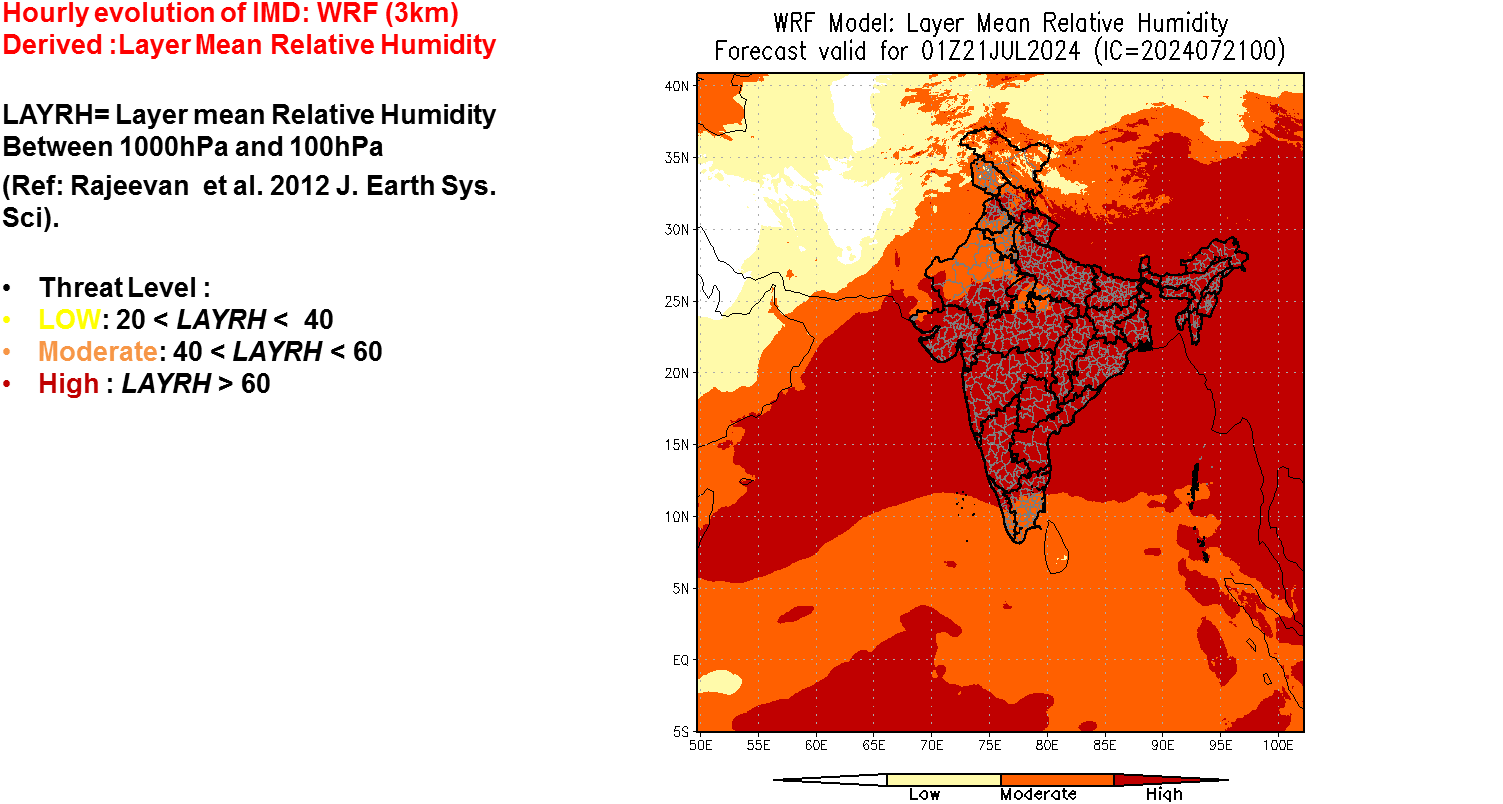 Hourly evolution of IMD: WRF (3km)
Derived :Layer Mean Relative Humidity
LAYRH= Layer mean Relative Humidity
Between 1000hPa and 100hPa
(Ref: Rajeevan et al. 2012 J. Earth Sys.
Sci).
• Threat Level :
• LOW: 20 < LAYRH < 40
• Moderate: 40 < LAYRH < 60
• High : LAYRH > 60
WRF Model: Layer Mean Relative Humidity
Forecast valid for 01Z21JUL2024 (IC=2024072100)
40N
35N
30N
25N
20N
15N
10N
5N
EQ
5S
50E 55E 60E 65E 70E 75E 80E 85E 90E 95E 100E
Low Moderate High